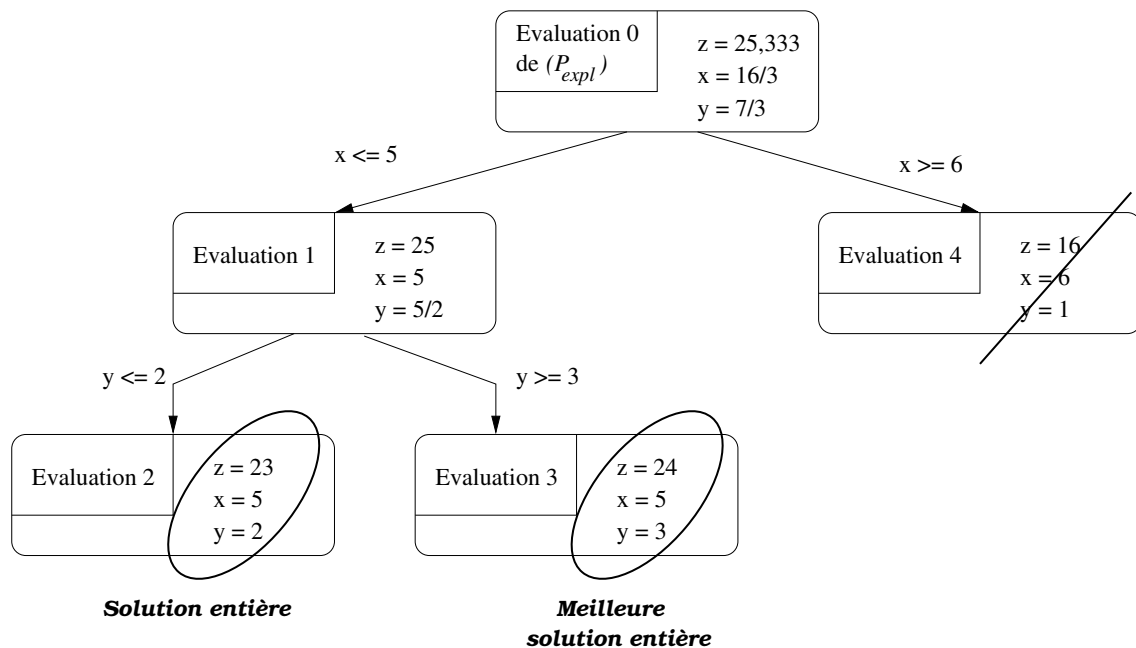 Evaluation 0
de (P_expl)
z = 25,333
x = 16/3
y = 7/3
x <= 5
x >= 6
Evaluation 1
z = 25
x = 5
y = 5/2
Evaluation 4
z = 16
x = 6
y = 1
y <= 2
y >= 3
Evaluation 2
z = 23
x = 5
y = 2
Evaluation 3
z = 24
x = 5
y = 3
Solution entière
Meilleure
solution entière